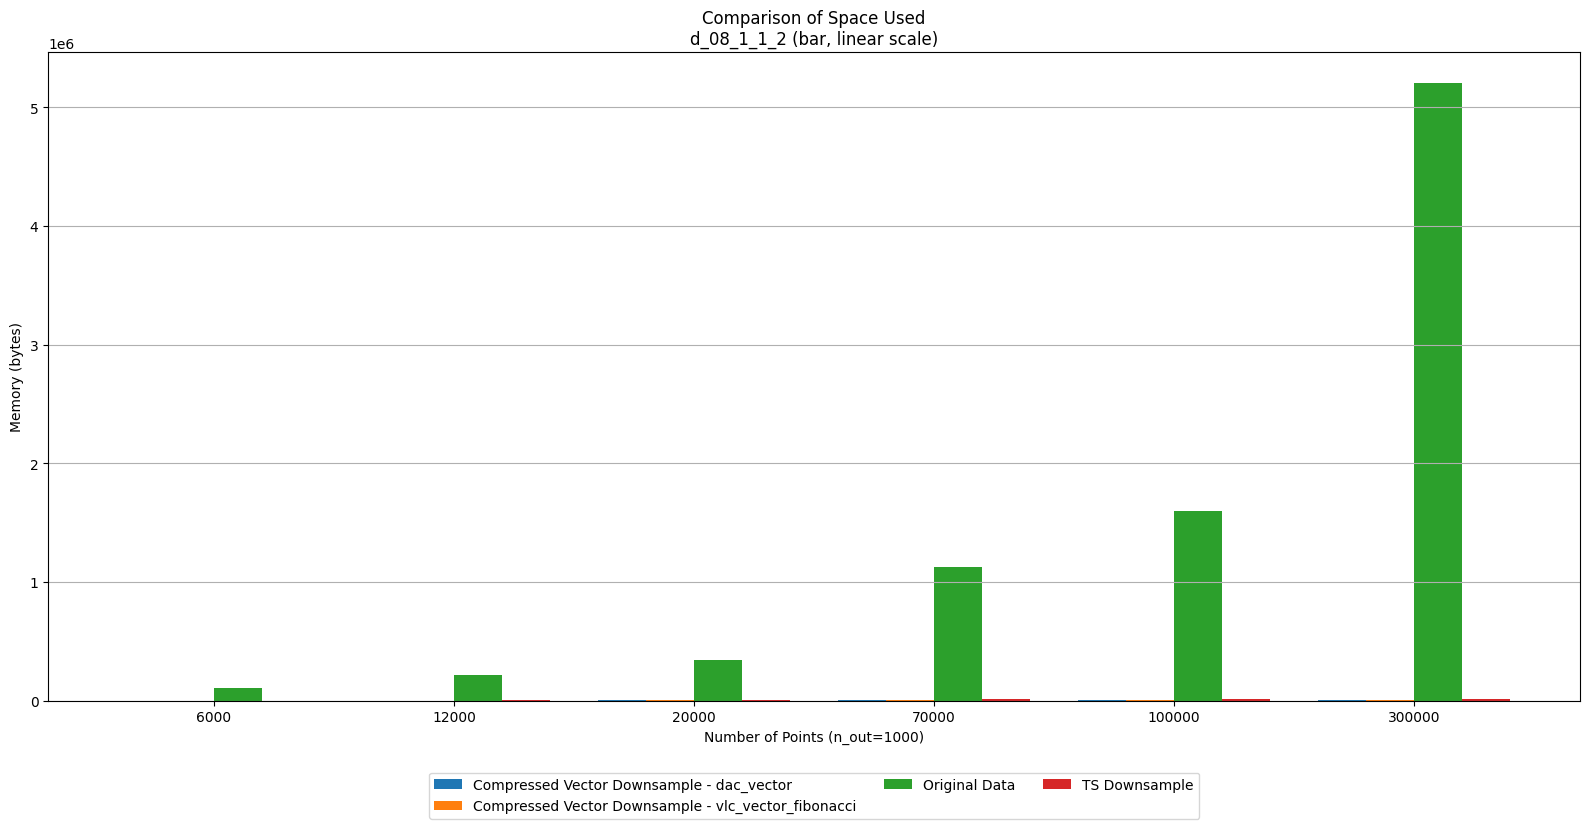 Comparison of Space Used
d_08_1_1_2 (bar, linear scale)
1e6
5
4
3
2
1
0
Memory (bytes)
6000 12000 20000 70000 100000 300000
Number of Points (n_out=1000)
Compressed Vector Downsample - dac_vector Original Data TS Downsample
Compressed Vector Downsample - vlc_vector_fibonacci